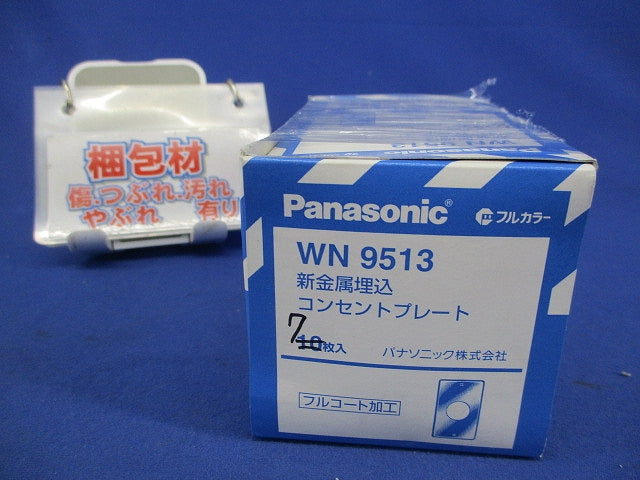 梱包材
傷・つぶれ・汚れ
やぶれ 有り
WN 9513
Panasonic®
フルカラー
WN 9513
新金属埋込
コンセントプレート
7
10枚入
パナソニック株式会社
フルコート加工